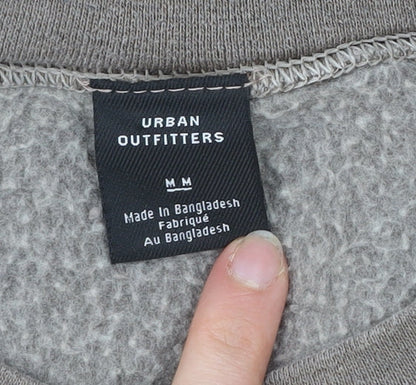 URBAN
OUTFITTERS
M M
Made In Bangladesh
Fabriqué
Au Bangladesh